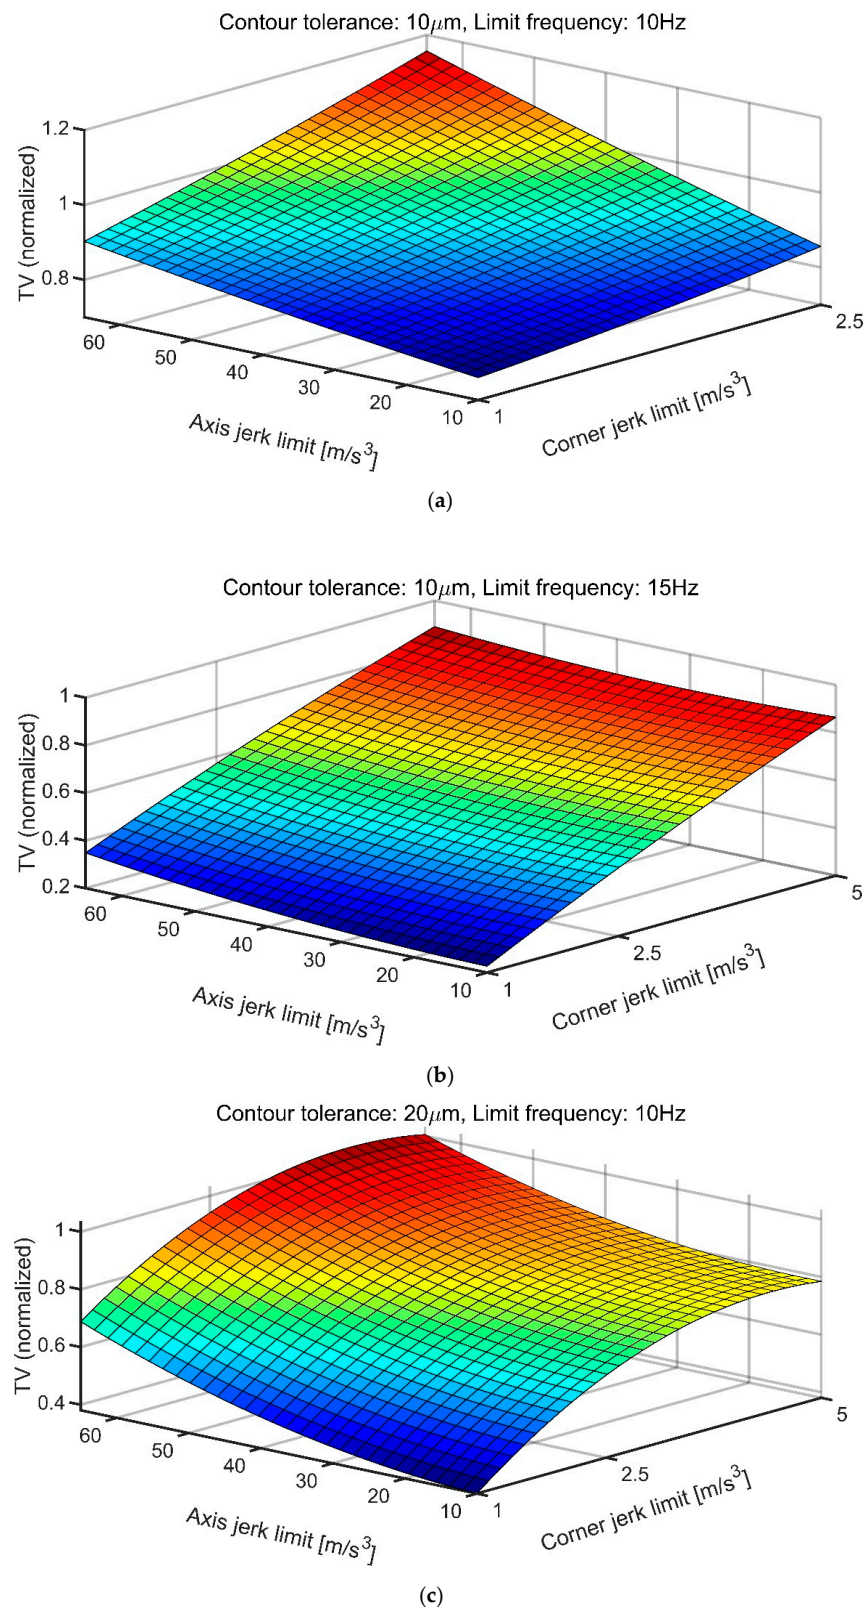 Contour tolerance: 10μm, Limit frequency: 10Hz
1.2
1
0.8
TV (normalized)
60
50
40
30
20
10
1
2.5
Axis jerk limit [m/s³]
Corner jerk limit [m/s³]
(a)
Contour tolerance: 10μm, Limit frequency: 15Hz
1
0.8
0.6
0.4
0.2
TV (normalized)
60
50
40
30
20
10
1
2.5
5
Axis jerk limit [m/s³]
Corner jerk limit [m/s³]
(b)
Contour tolerance: 20μm, Limit frequency: 10Hz
1
0.8
0.6
0.4
TV (normalized)
60
50
40
30
20
10
1
2.5
5
Axis jerk limit [m/s³]
Corner jerk limit [m/s³]
(c)